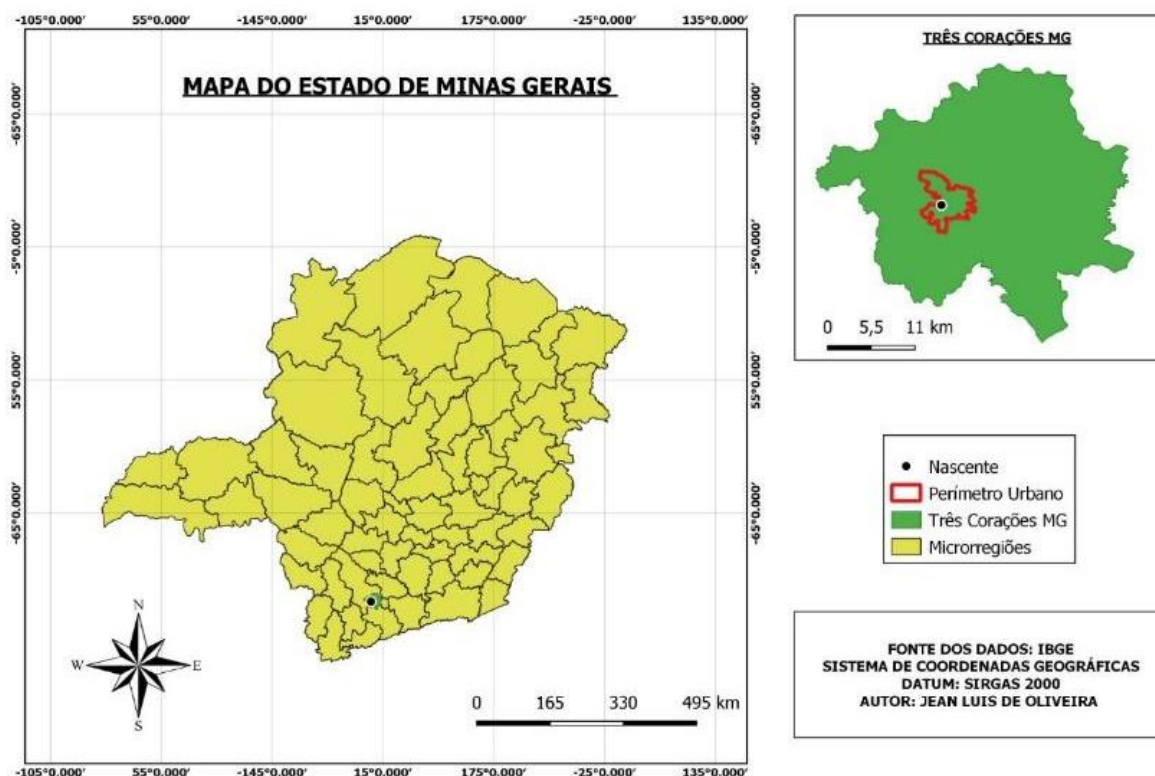 -105°0.000' 55°0.000' -145°0.000' 15°0.000' 175°0.000' -25°0.000' 135°0.000'
MAPA DO ESTADO DE MINAS GERAIS
-65°0.000'
-5°0.000'
55°0.000'
-65°0.000'
-65°0.000'
-5°0.000'
55°0.000'
-65°0.000'
N
W E
S
0 165 330 495 km
-105°0.000' 55°0.000' -145°0.000' 15°0.000' 175°0.000' -25°0.000' 135°0.000'
TRÊS CORAÇÕES MG
0 5,5 11 km
Nascente
Perímetro Urbano
Três Corações MG
Microrregiões
FONTE DOS DADOS: IBGE
SISTEMA DE COORDENADAS GEOGRÁFICAS
DATUM: SIRGAS 2000
AUTOR: JEAN LUIS DE OLIVEIRA